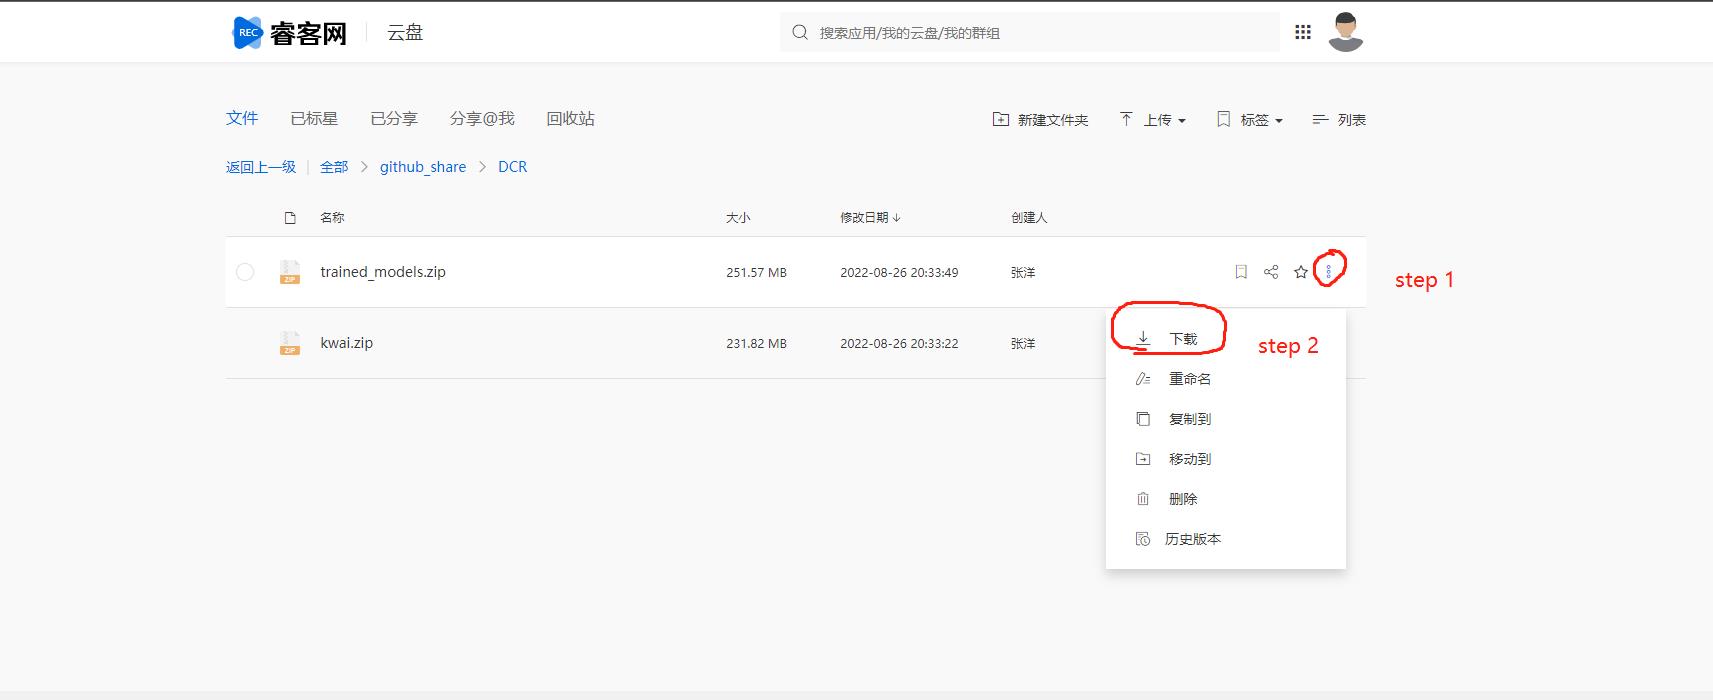 REC 睿客网 云盘 搜索应用/我的云盘/我的群组
文件 已标星 已分享 分享@我 回收站 新建文件夹 上传 标签 列表
返回上一级 全部 > github_share > DCR
名称 大小 修改日期↓ 创建人
ZIP trained_models.zip 251.57 MB 2022-08-26 20:33:49 张洋 step 1
ZIP kwai.zip 231.82 MB 2022-08-26 20:33:22 张洋
下载 step 2
重命名
复制到
移动到
删除
历史版本